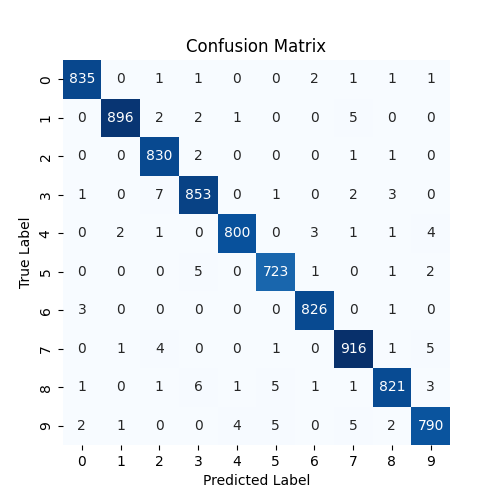 Confusion Matrix
True Label
0 835 0 1 1 0 0 2 1 1 1
1 0 896 2 2 1 0 0 5 0 0
2 0 0 830 2 0 0 0 1 1 0
3 1 0 7 853 0 1 0 2 3 0
4 0 2 1 0 800 0 3 1 1 4
5 0 0 0 5 0 723 1 0 1 2
6 3 0 0 0 0 0 826 0 1 0
7 0 1 4 0 0 1 0 916 1 5
8 1 0 1 6 1 5 1 1 821 3
9 2 1 0 0 4 5 0 5 2 790
0 1 2 3 4 5 6 7 8 9
Predicted Label